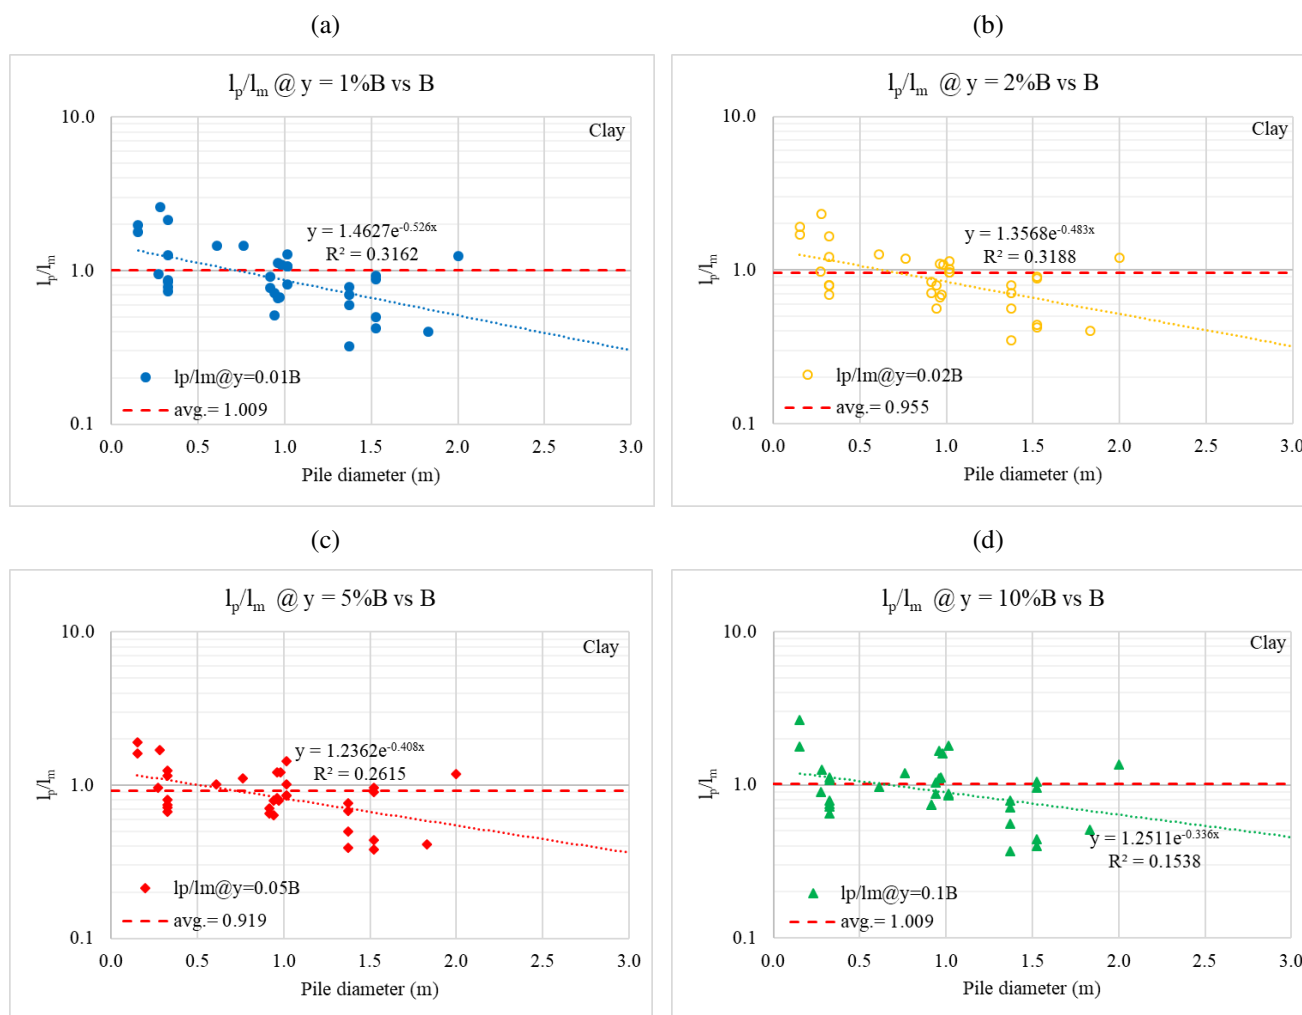 (a)
lp/lm @ y = 1%B vs B
10.0
1.0
0.1
lp/lm
Clay
y = 1.4627e^-0.526x
R² = 0.3162
lp/lm@y=0.01B
avg.= 1.009
0.0 0.5 1.0 1.5 2.0 2.5 3.0
Pile diameter (m)
(b)
lp/lm @ y = 2%B vs B
10.0
1.0
0.1
lp/lm
Clay
y = 1.3568e^-0.483x
R² = 0.3188
lp/lm@y=0.02B
avg.= 0.955
0.0 0.5 1.0 1.5 2.0 2.5 3.0
Pile diameter (m)
(c)
lp/lm @ y = 5%B vs B
10.0
1.0
0.1
lp/lm
Clay
y = 1.2362e^-0.408x
R² = 0.2615
lp/lm@y=0.05B
avg.= 0.919
0.0 0.5 1.0 1.5 2.0 2.5 3.0
Pile diameter (m)
(d)
lp/lm @ y = 10%B vs B
10.0
1.0
0.1
lp/lm
Clay
y = 1.2511e^-0.336x
R² = 0.1538
lp/lm@y=0.1B
avg.= 1.009
0.0 0.5 1.0 1.5 2.0 2.5 3.0
Pile diameter (m)